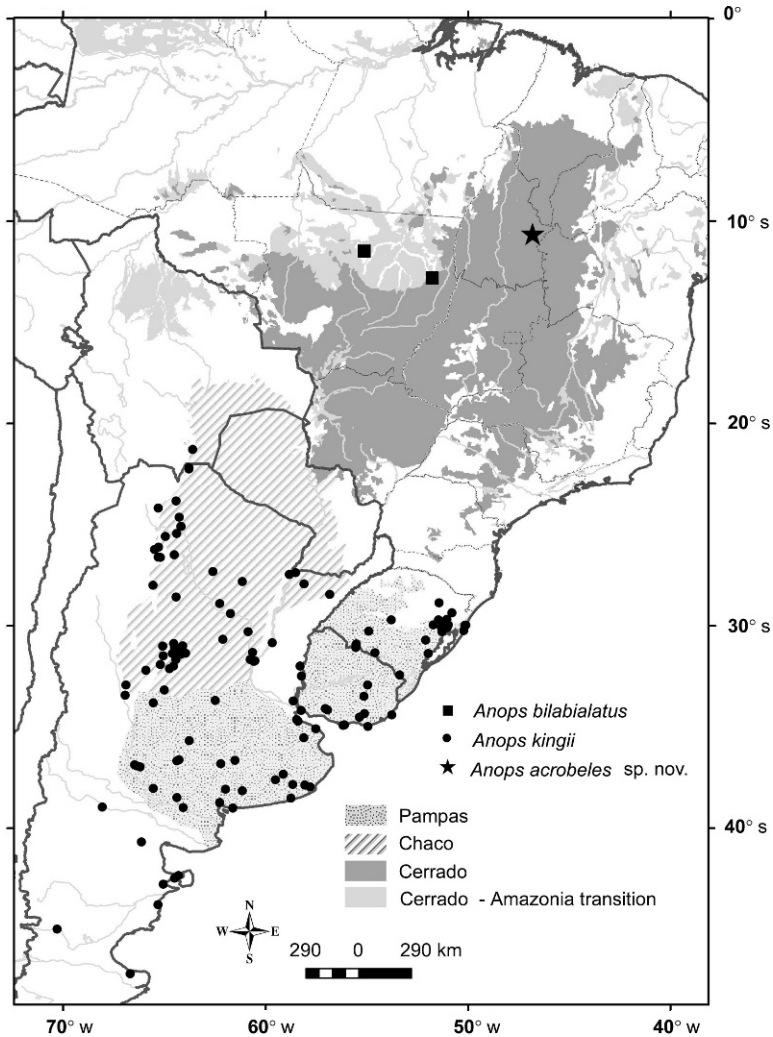 0°
10° s
20° s
30° s
40° s
Anops bilabialatus
Anops kingii
Anops acrobeles sp. nov.
Pampas
Chaco
Cerrado
Cerrado - Amazonia transition
N
W E
S
290 0 290 km
70° w 60° w 50° w 40° w